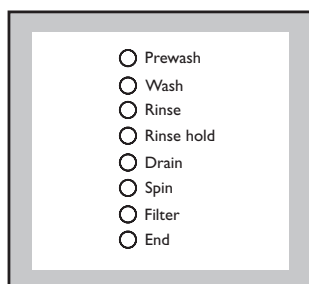 Prewash
Wash
Rinse
Rinse hold
Drain
Spin
Filter
End